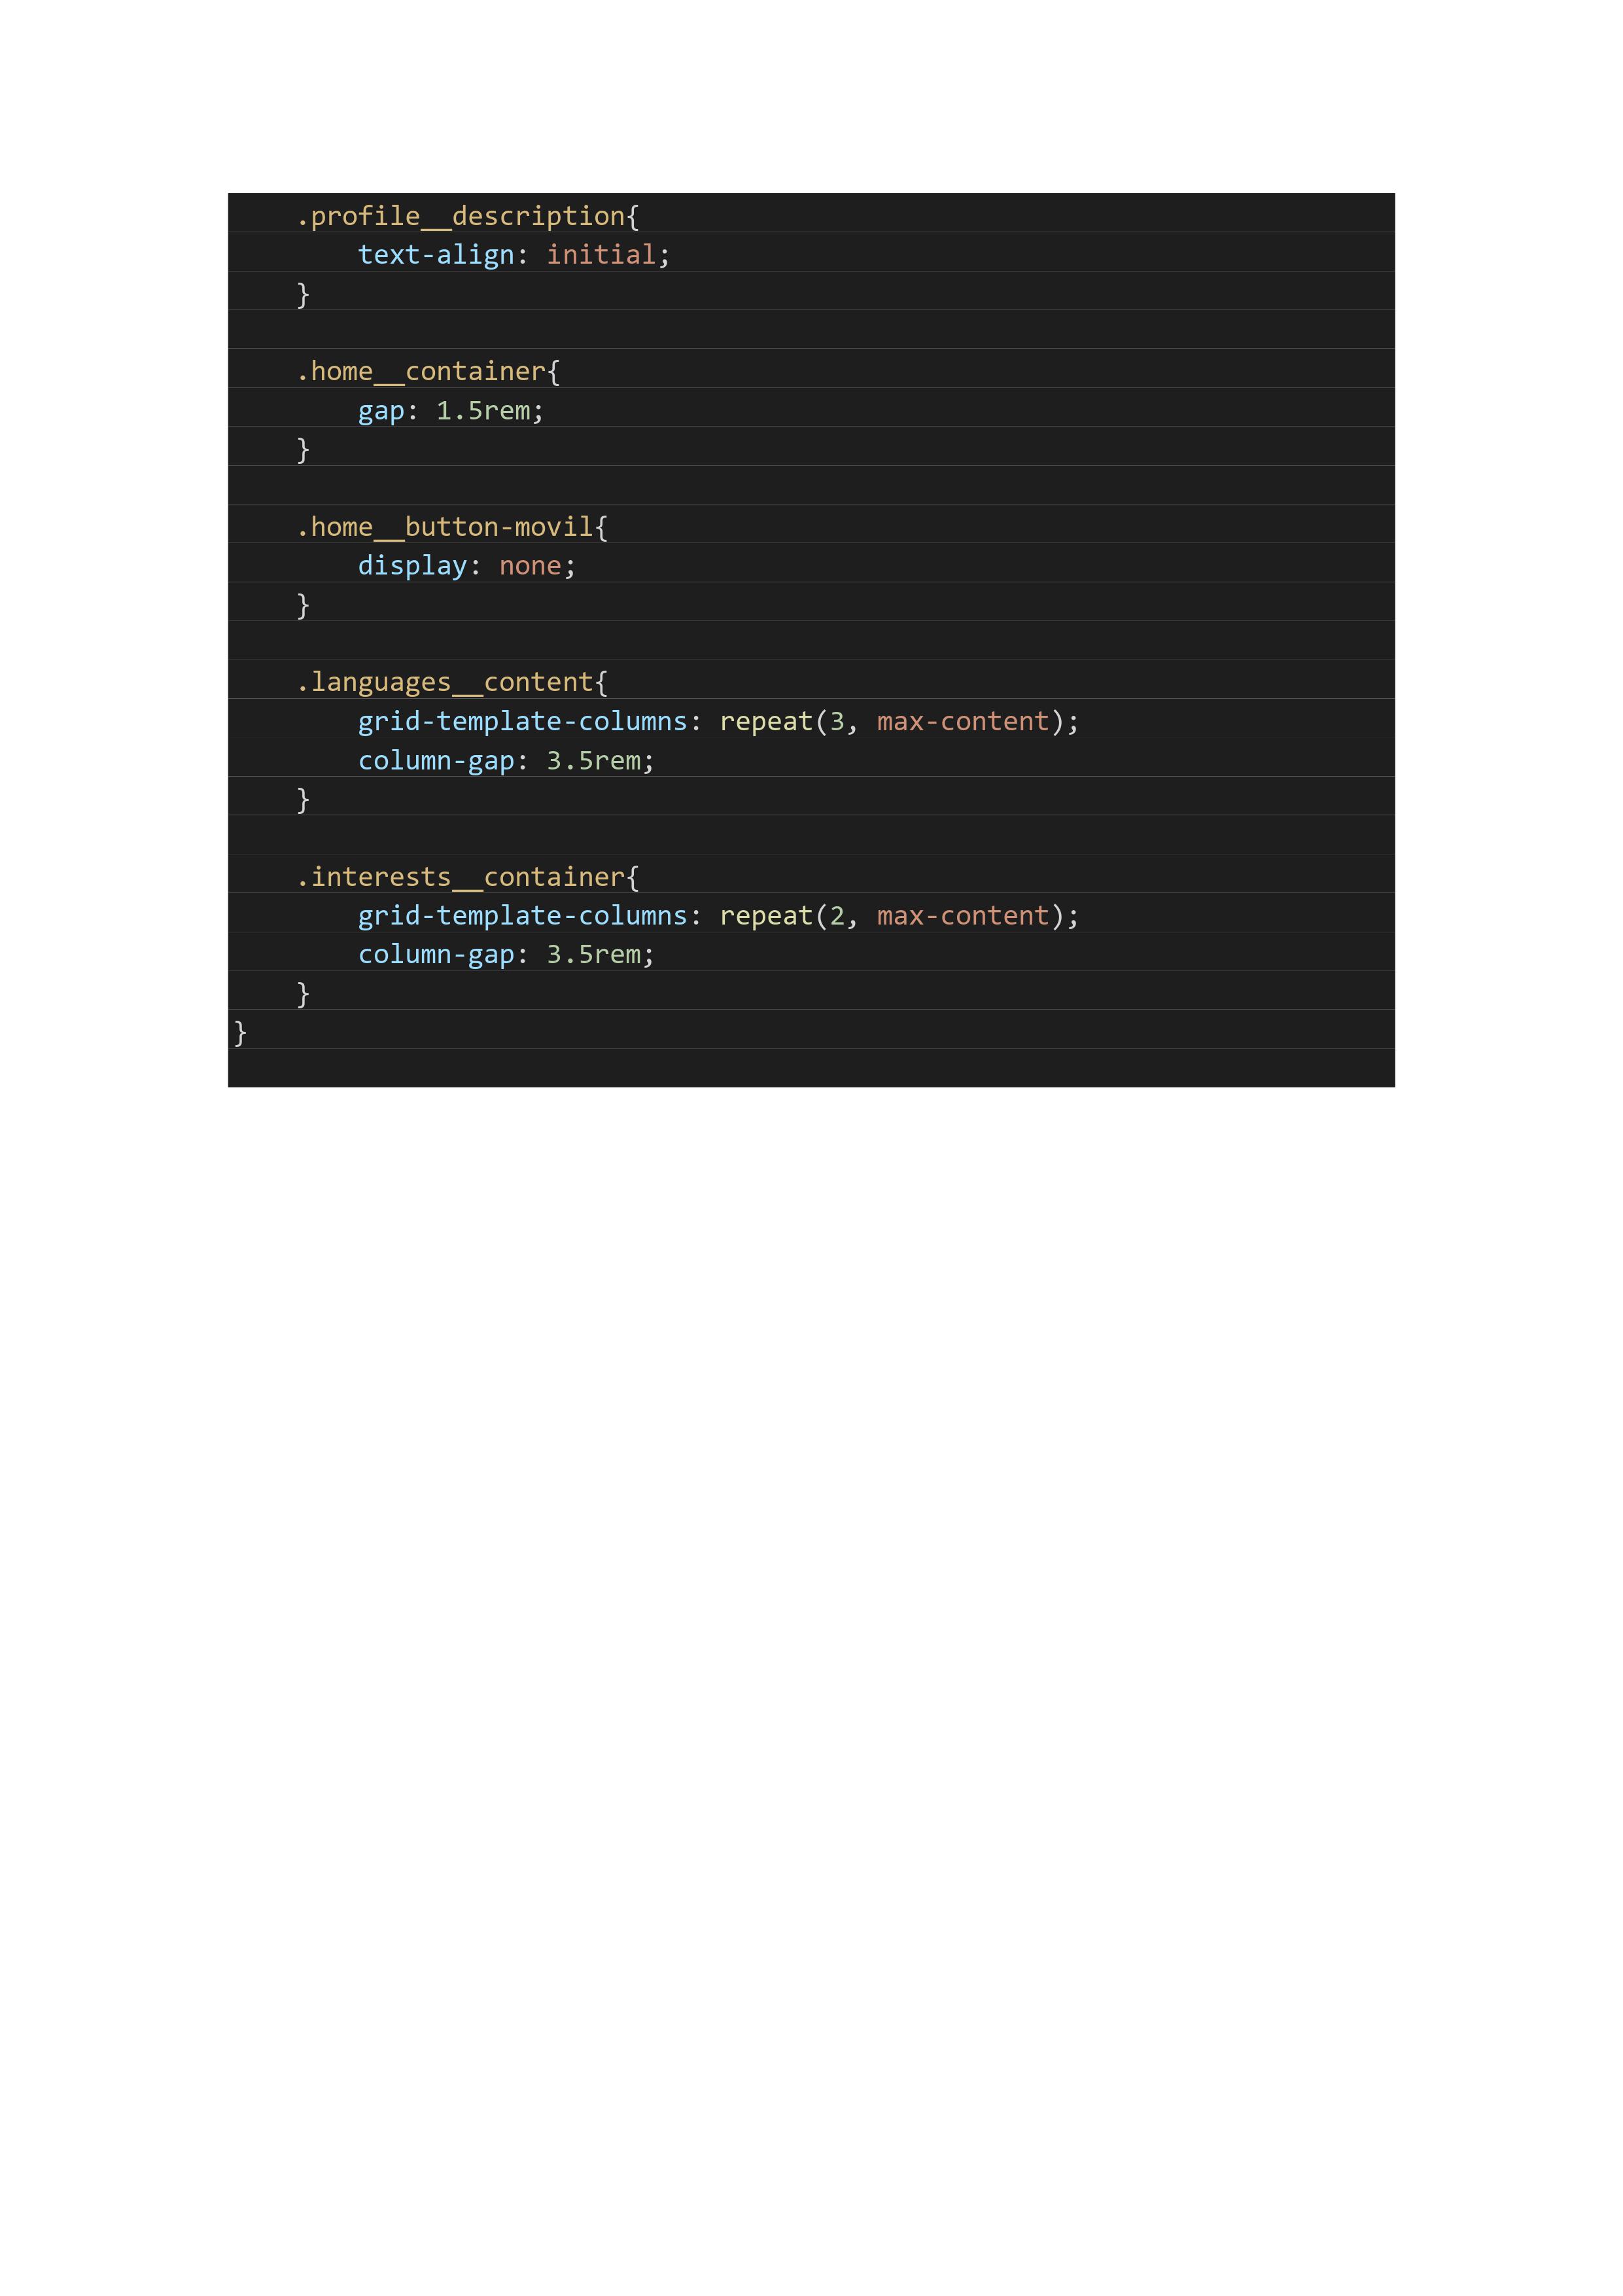 .profile__description{
text-align: initial;
}
.home__container{
gap: 1.5rem;
}
.home__button-movil{
display: none;
}
.languages__content{
grid-template-columns: repeat(3, max-content);
column-gap: 3.5rem;
}
.interests__container{
grid-template-columns: repeat(2, max-content);
column-gap: 3.5rem;
}
}